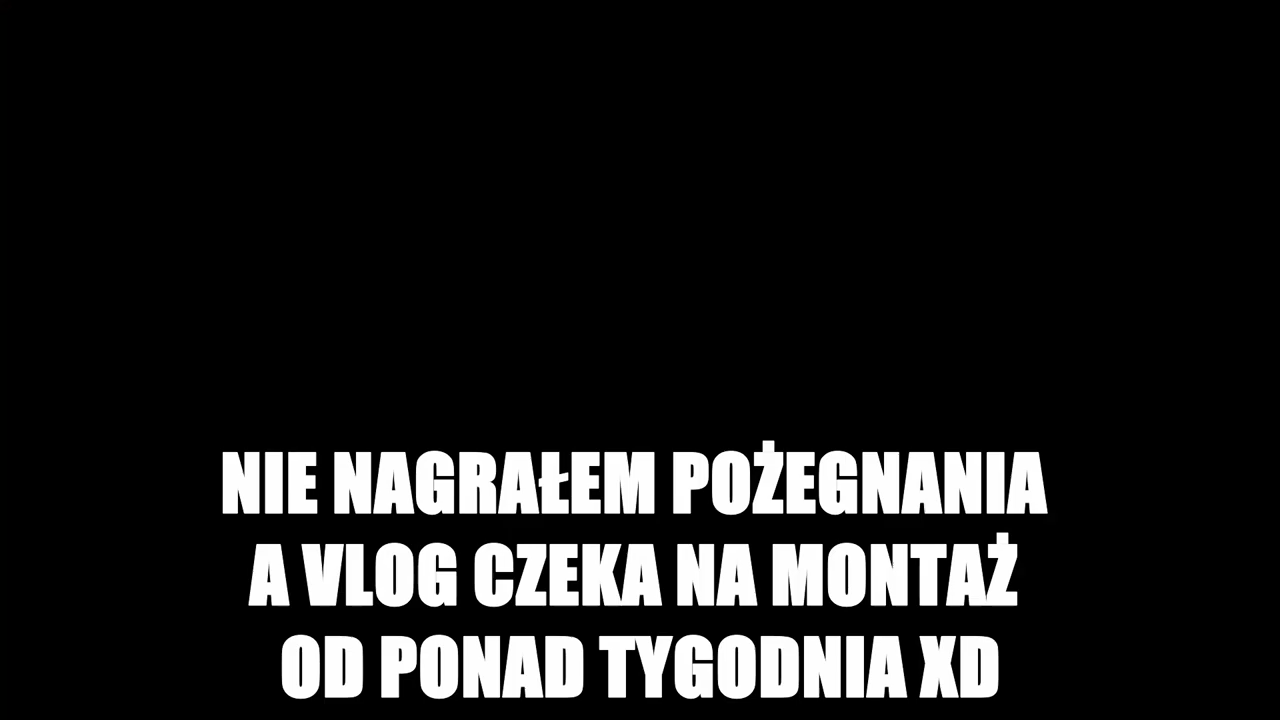 NIE NAGRAŁEM POŻEGNANIA
A VLOG CZEKA NA MONTAŻ
OD PONAD TYGODNIA XD